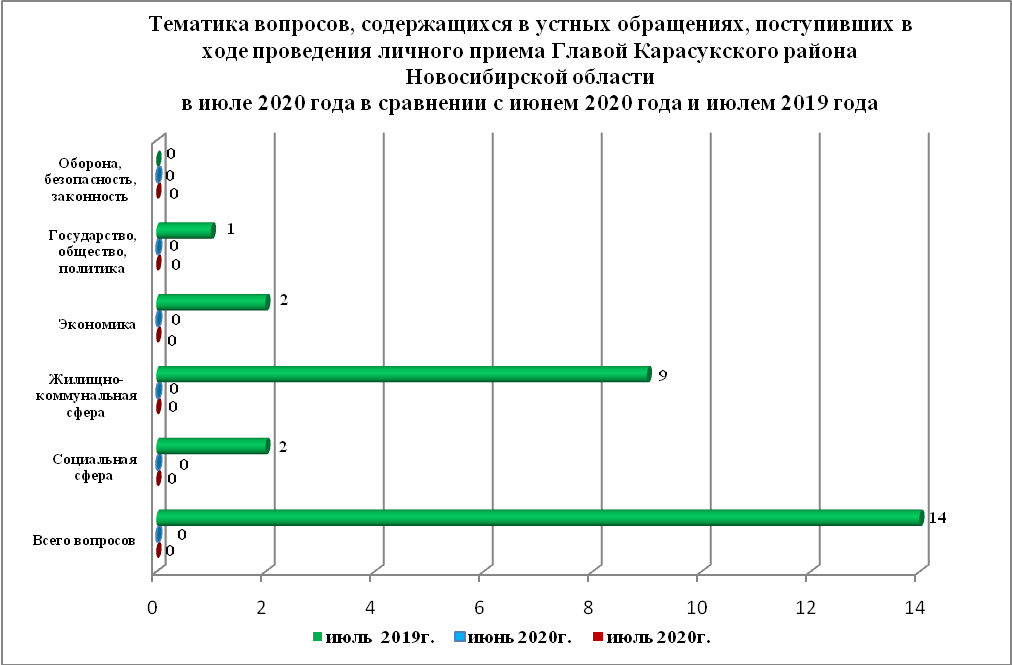 Тематика вопросов, содержащихся в устных обращениях, поступивших в
ходе проведения личного приема Главой Карасукского района
Новосибирской области
в июле 2020 года в сравнении с июнем 2020 года и июлем 2019 года
Оборона,
безопасность,
законность
0
0
0
Государство,
общество,
политика
1
0
0
Экономика
2
0
0
Жилищно-
коммунальная
сфера
9
0
0
Социальная
сфера
2
0
0
Всего вопросов
14
0
0
0 2 4 6 8 10 12 14
июль 2019г. июнь 2020г. июль 2020г.